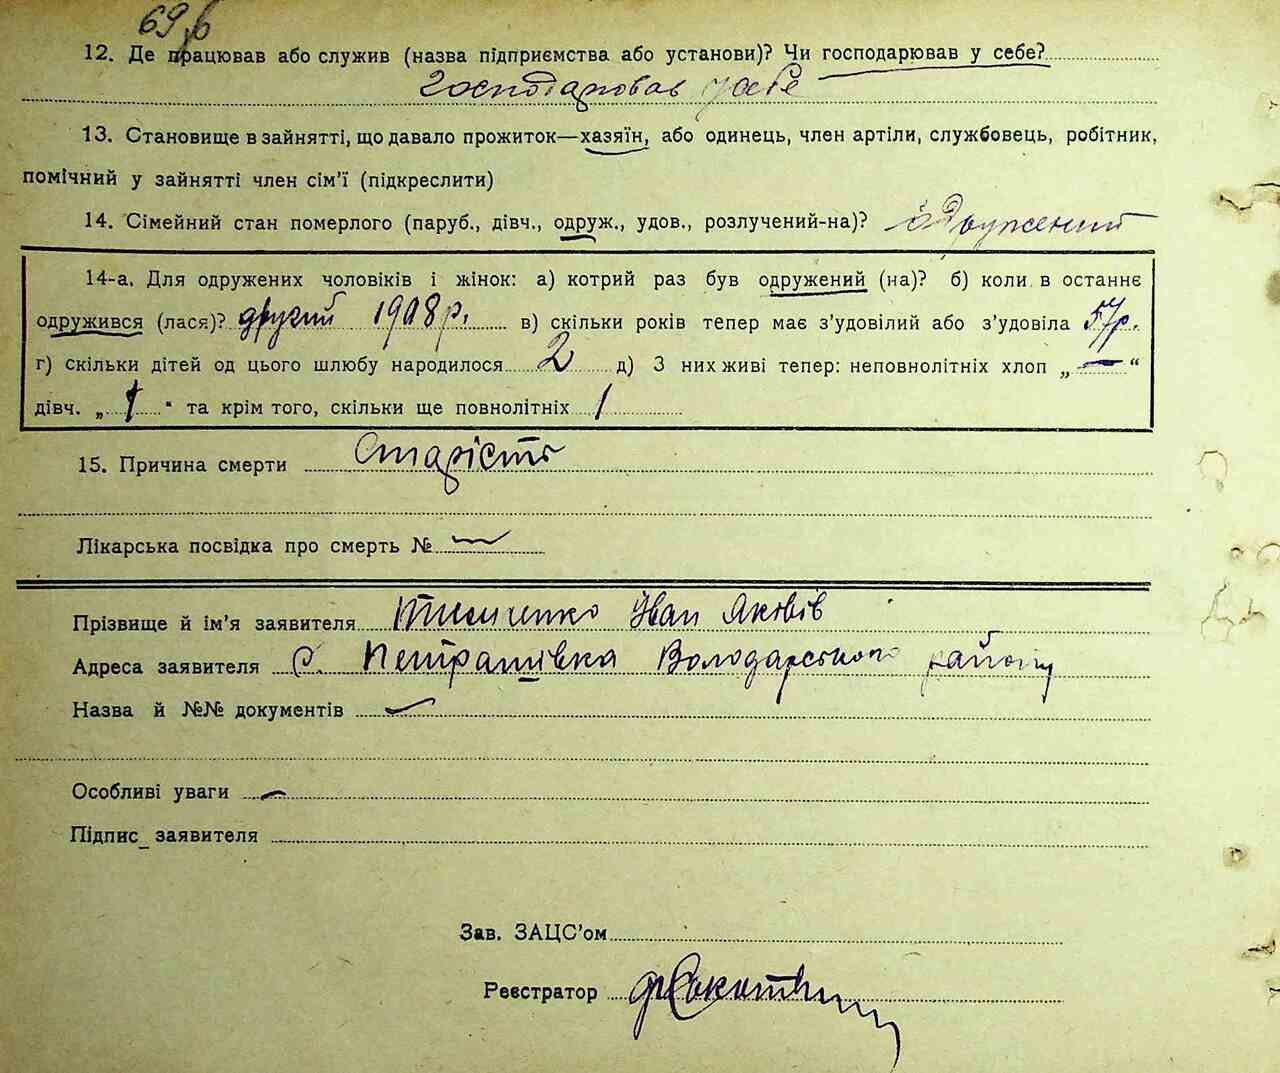 69 б
12. Де працював або служив (назва підприємства або установи)? Чи господарював у себе?
господарював у себе
13. Становище в зайнятті, що давало прожиток—хазяїн, або одинець, член артіли, службовець, робітник,
помічний у зайнятті член сім'ї (підкреслити)
14. Сімейний стан померлого (паруб., дівч., одруж., удов., розлучений-на)? одружений
14-а. Для одружених чоловіків і жінок: а) котрий раз був одружений (на)? б) коли в останнє
одружився (лася)? другий 1908 р. в) скільки років тепер має з'удовілий або з'удовіла 57 р.
г) скільки дітей од цього шлюбу народилося 2 д) З них живі тепер: неповнолітніх хлоп „ — “
дівч. „ 1 “ та крім того, скільки ще повнолітніх 1
15. Причина смерти Старість
Лікарська посвідка про смерть № —
Прізвище й ім'я заявителя Іван Яковів
Адреса заявителя с. Петрашівка Володарського району
Назва й №№ документів —
Особливі уваги —
Підпис заявителя
Зав. ЗАЦС'ом
Реєстратор